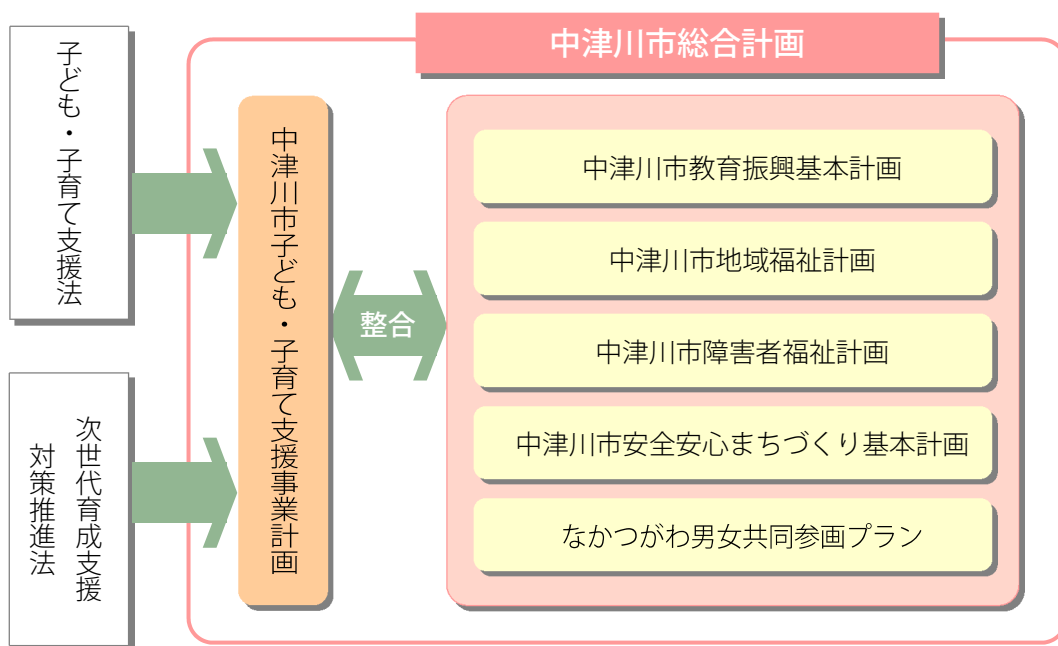 中津川市総合計画
子ども・子育て支援法
次世代育成支援
対策推進法
中津川市子ども・子育て支援事業計画
整合
中津川市教育振興基本計画
中津川市地域福祉計画
中津川市障害者福祉計画
中津川市安全安心まちづくり基本計画
なかつがわ男女共同参画プラン